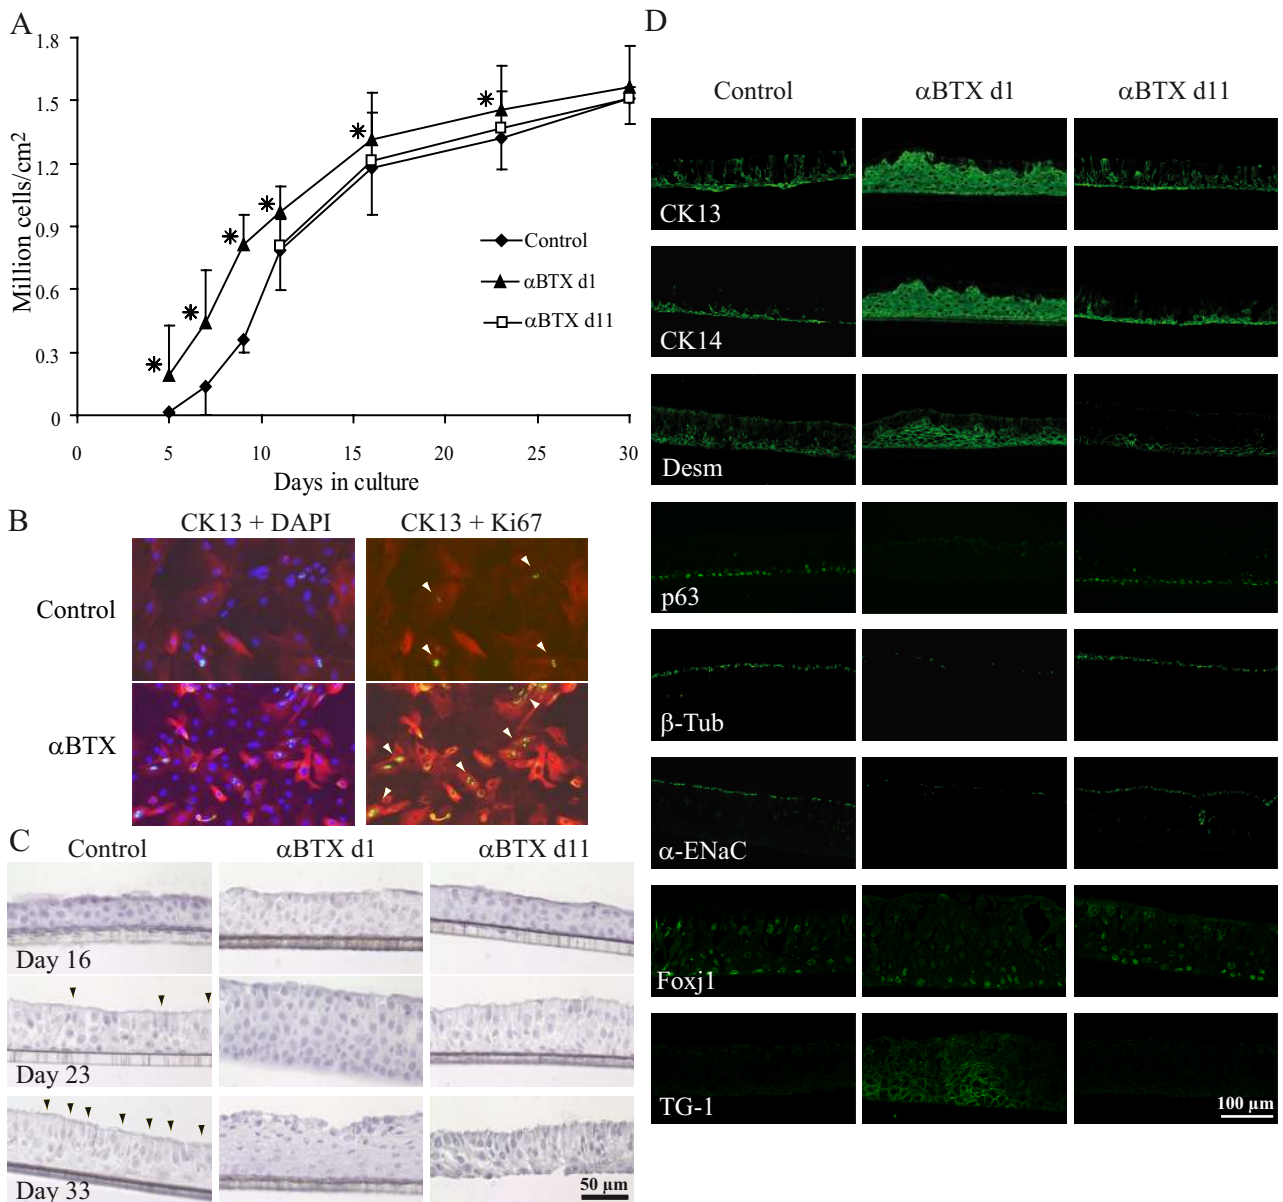 A
1.8
1.5
1.2
0.9
0.6
0.3
0
Million cells/cm²
0 5 10 15 20 25 30
Days in culture
Control
αBTX d1
αBTX d11
B
CK13 + DAPI CK13 + Ki67
Control
αBTX
C
Control αBTX d1 αBTX d11
Day 16
Day 23
Day 33
50 µm
D
Control αBTX d1 αBTX d11
CK13
CK14
Desm
p63
β-Tub
α-ENaC
Foxj1
TG-1
100 µm